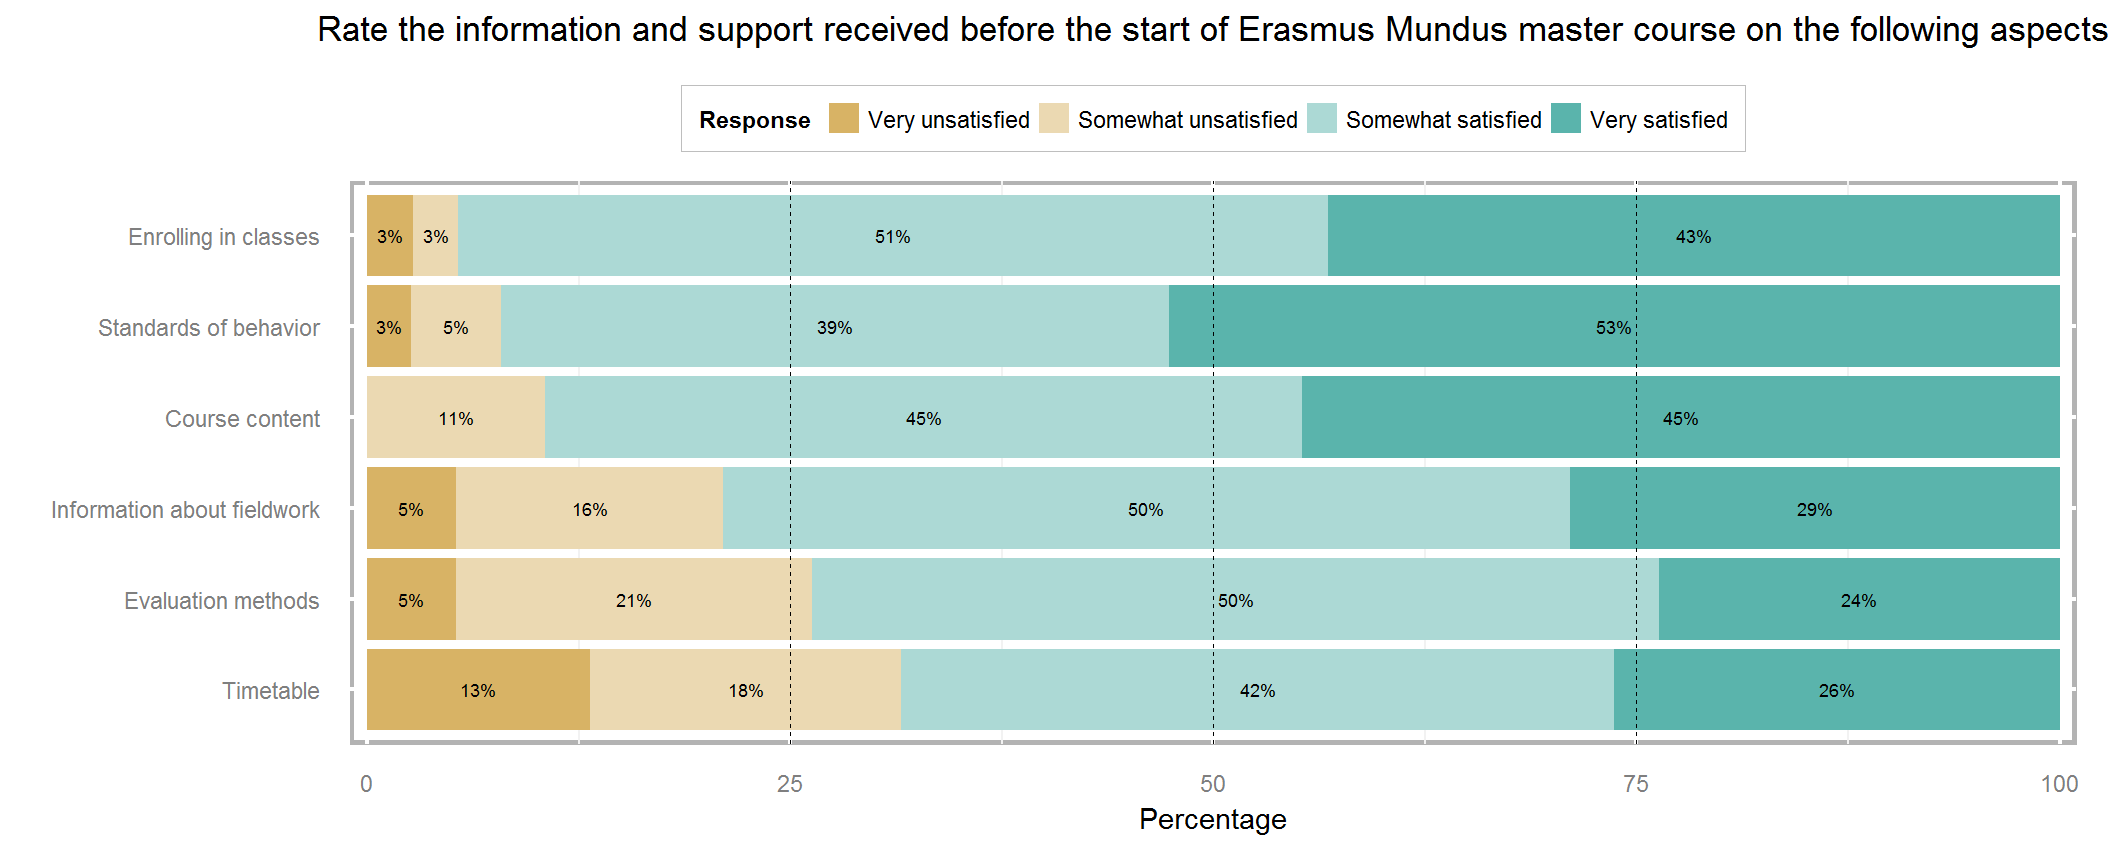 Rate the information and support received before the start of Erasmus Mundus master course on the following aspects
Response Very unsatisfied Somewhat unsatisfied Somewhat satisfied Very satisfied
Enrolling in classes 3% 3% 51% 43%
Standards of behavior 3% 5% 39% 53%
Course content 11% 45% 45%
Information about fieldwork 5% 16% 50% 29%
Evaluation methods 5% 21% 50% 24%
Timetable 13% 18% 42% 26%
0 25 50 75 100
Percentage